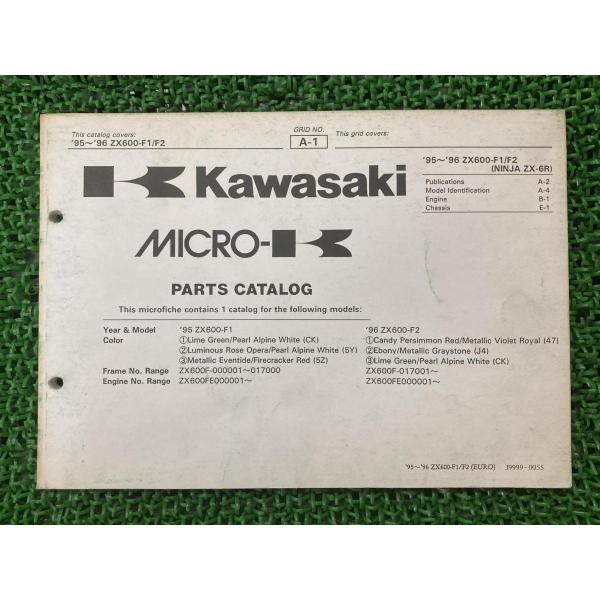 This catalog covers:
'95～'96 ZX600-F1/F2
GRID NO.
A-1
This grid covers:
'95～'96 ZX600-F1/F2
(NINJA ZX-6R)
Publications A-2
Model Identification A-4
Engine B-1
Chassis E-1
Kawasaki
MICRO-K
PARTS CATALOG
This microfiche contains 1 catalog for the following models:
Year & Model '95 ZX600-F1 '96 ZX600-F2
Color ①Lime Green/Pearl Alpine White (CK) ①Candy Persimmon Red/Metallic Violet Royal (47)
②Luminous Rose Opera/Pearl Alpine White (5Y) ②Ebony/Metallic Graystone (J4)
③Metallic Eventide/Firecracker Red (5Z) ③Lime Green/Pearl Alpine White (CK)
Frame No. Range ZX600F-000001～017000 ZX600F-017001～
Engine No. Range ZX600FE000001～ ZX600FE000001～
'95～'96 ZX600-F1/F2 (EURO) J9999-0055